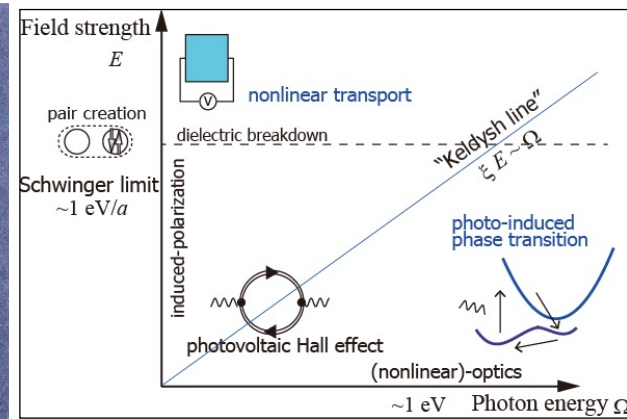 Field strength
E
V
nonlinear transport
pair creation
dielectric breakdown
"Keldysh line"
ξ E ~ Ω
Schwinger limit
~1 eV/a
induced-polarization
photo-induced
phase transition
photovoltaic Hall effect
(nonlinear)-optics
~1 eV
Photon energy Ω